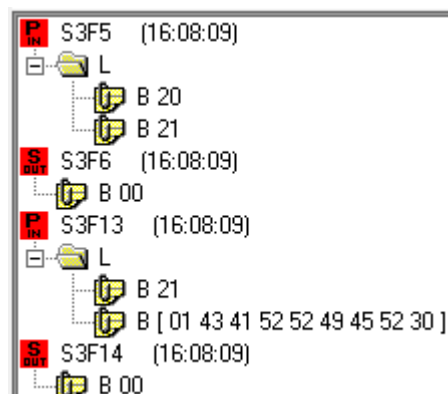 P IN S3F5 (16:08:09)
L
B 20
B 21
S OUT S3F6 (16:08:09)
B 00
P IN S3F13 (16:08:09)
L
B 21
B [ 01 43 41 52 52 49 45 52 30 ]
S OUT S3F14 (16:08:09)
B 00